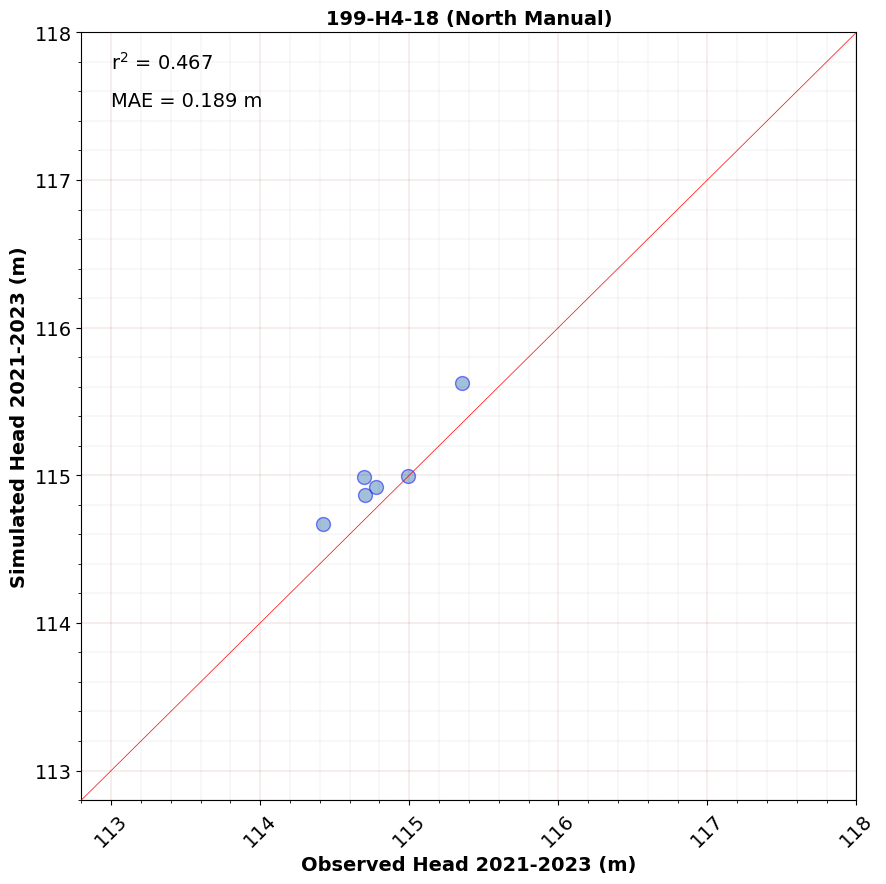 199-H4-18 (North Manual)
r² = 0.467
MAE = 0.189 m
118
117
116
115
114
113
Simulated Head 2021-2023 (m)
113 114 115 116 117 118
Observed Head 2021-2023 (m)